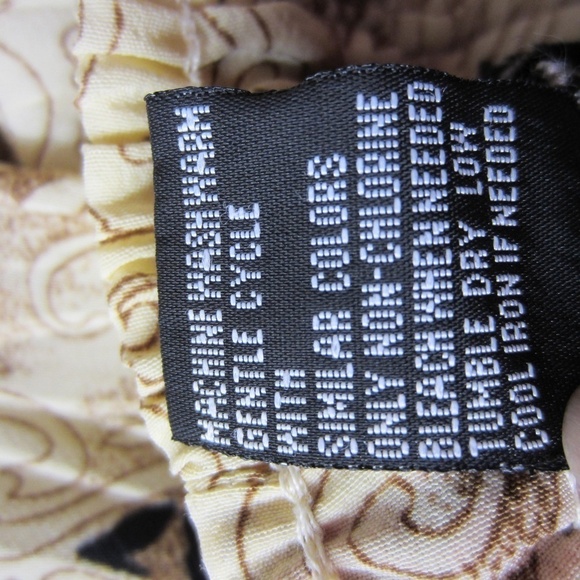 MACHINE WASH WARM
GENTLE CYCLE
WITH
SIMILAR COLORS
ONLY NON-CHLORINE
BLEACH WHEN NEEDED
TUMBLE DRY LOW
COOL IRON IF NEEDED